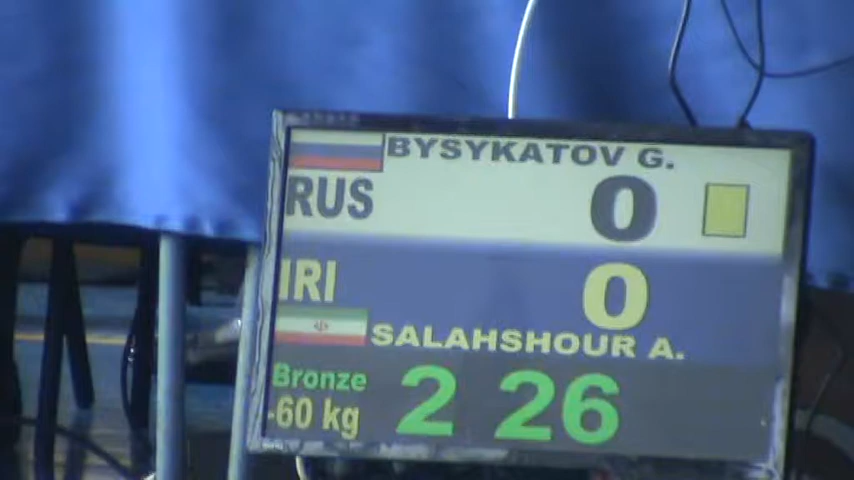 BYSYKATOV G.
RUS 0
IRI 0
SALAHSHOUR A.
Bronze
-60 kg 2 26